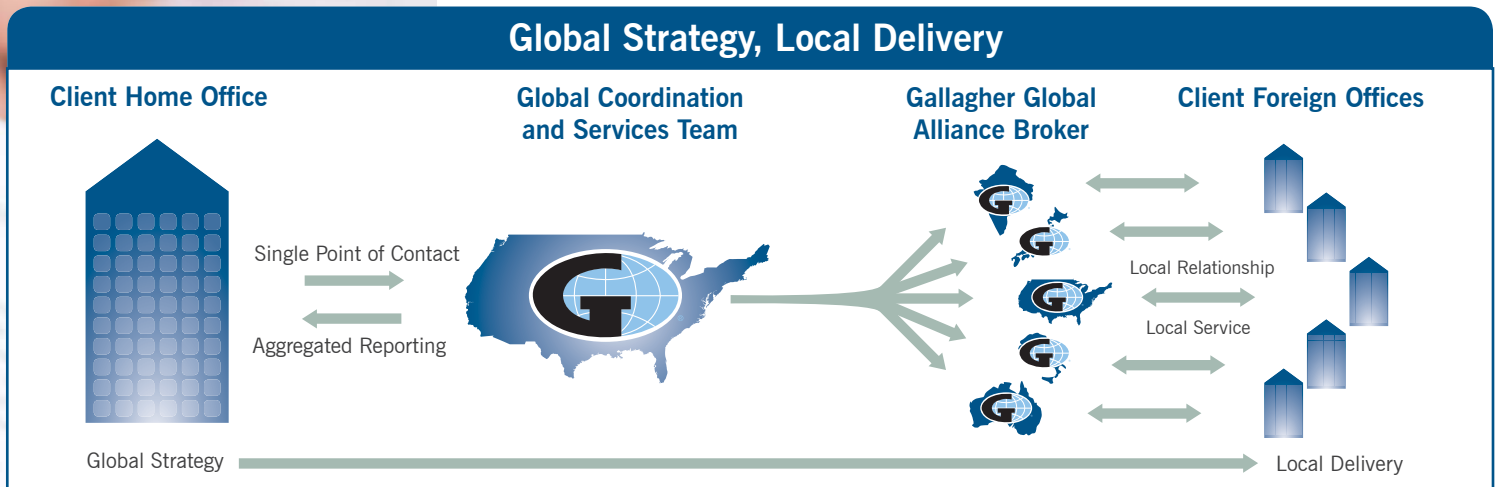 Global Strategy, Local Delivery
Client Home Office
Global Coordination
and Services Team
Gallagher Global
Alliance Broker
Client Foreign Offices
Single Point of Contact
Aggregated Reporting
G
G
G
G
G
G
Local Relationship
Local Service
Global Strategy
Local Delivery